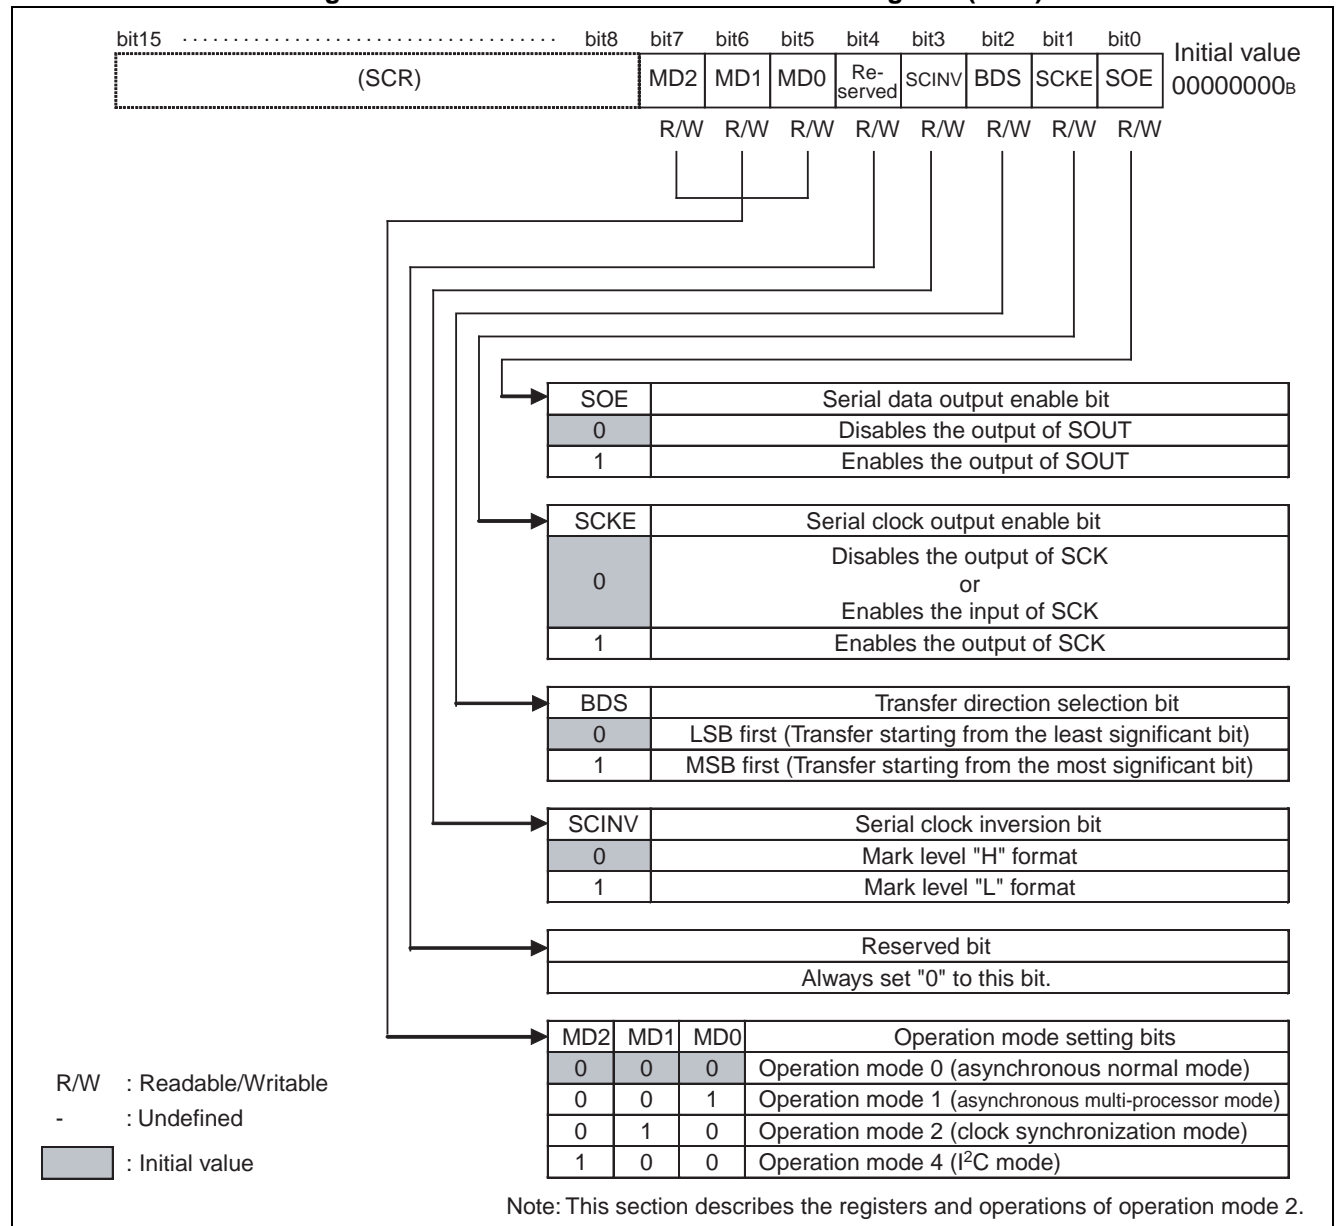 bit15 ..................................... bit8 bit7 bit6 bit5 bit4 bit3 bit2 bit1 bit0 Initial value
(SCR) MD2 MD1 MD0 Re-served SCINV BDS SCKE SOE 00000000B
R/W R/W R/W R/W R/W R/W R/W R/W
SOE Serial data output enable bit
0 Disables the output of SOUT
1 Enables the output of SOUT
SCKE Serial clock output enable bit
0 Disables the output of SCK
or
Enables the input of SCK
1 Enables the output of SCK
BDS Transfer direction selection bit
0 LSB first (Transfer starting from the least significant bit)
1 MSB first (Transfer starting from the most significant bit)
SCINV Serial clock inversion bit
0 Mark level "H" format
1 Mark level "L" format
Reserved bit
Always set "0" to this bit.
MD2 MD1 MD0 Operation mode setting bits
0 0 0 Operation mode 0 (asynchronous normal mode)
0 0 1 Operation mode 1 (asynchronous multi-processor mode)
0 1 0 Operation mode 2 (clock synchronization mode)
1 0 0 Operation mode 4 (I²C mode)
R/W : Readable/Writable
- : Undefined
: Initial value
Note: This section describes the registers and operations of operation mode 2.